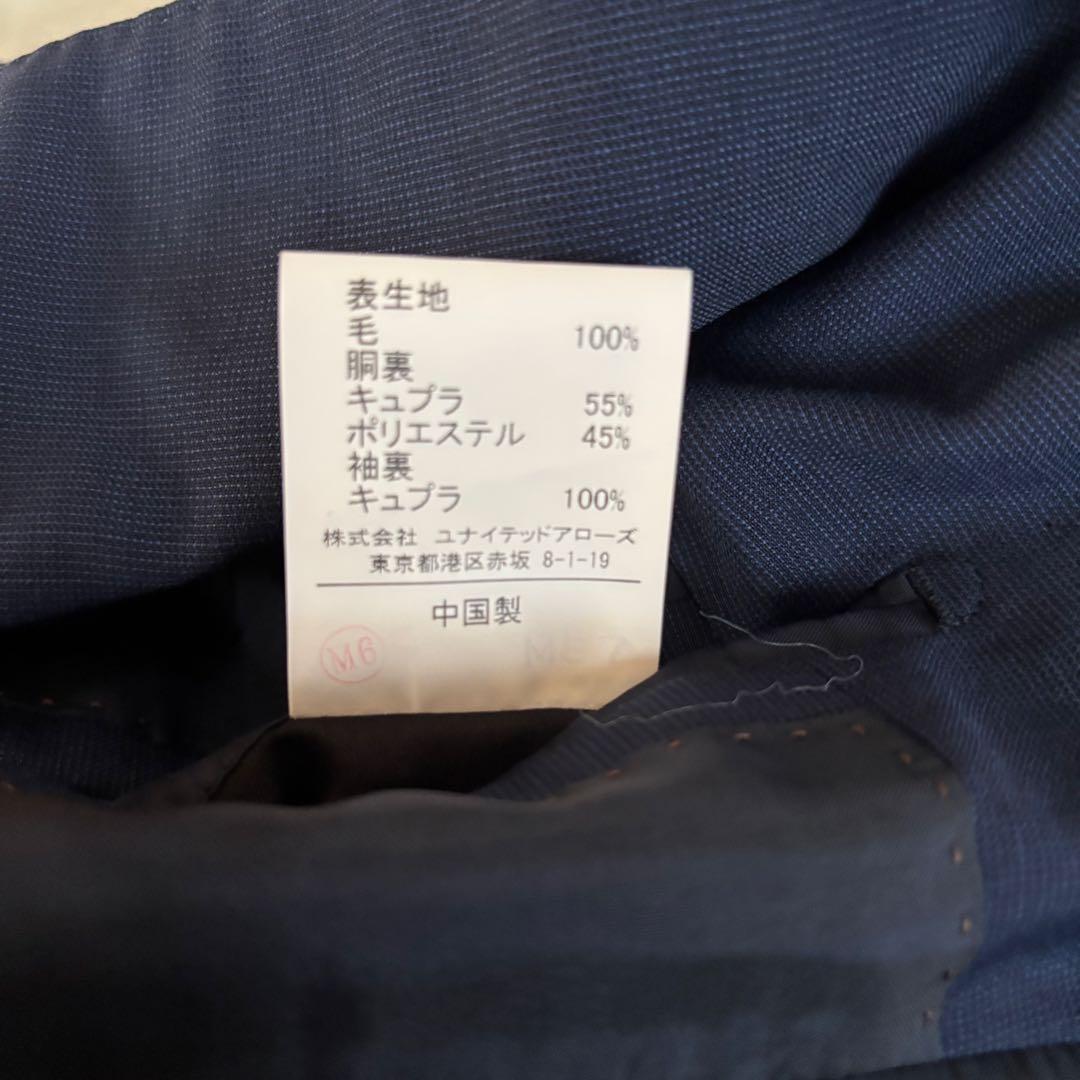 表生地
毛 100%
胴裏
キュプラ 55%
ポリエステル 45%
袖裏
キュプラ 100%
株式会社 ユナイテッドアローズ
東京都港区赤坂 8-1-19
中国製
M6